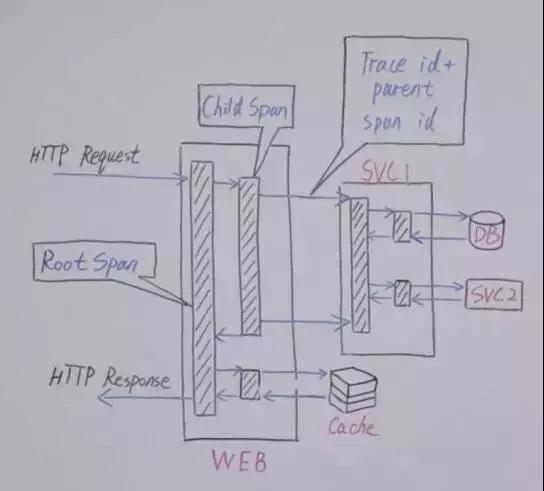 Trace id+
parent
span id
Child Span
HTTP Request
SVC1
Root Span
DB
SVC2
HTTP Response
Cache
WEB